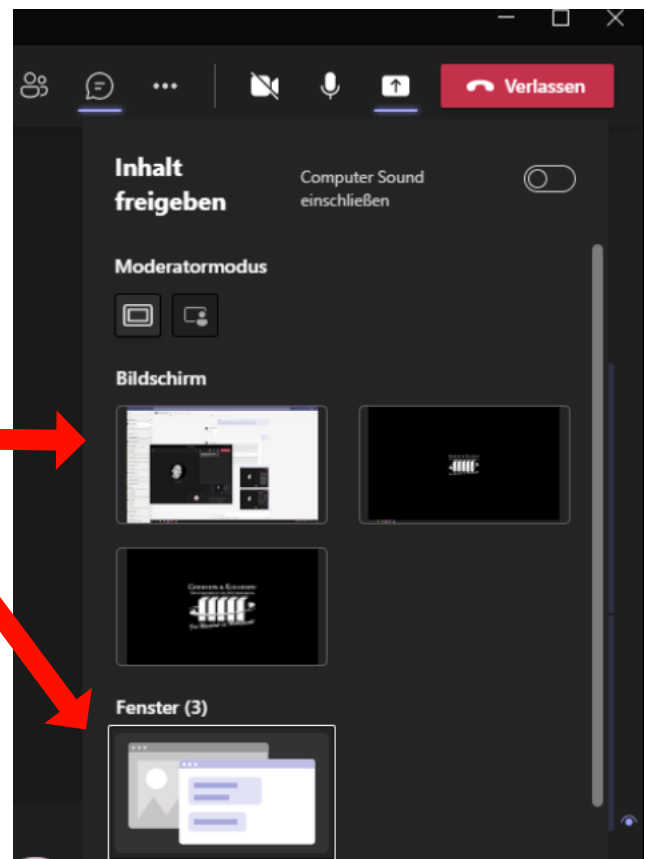 Verlassen
Inhalt
freigeben
Computer Sound
einschließen
Moderatormodus
Bildschirm
Fenster (3)